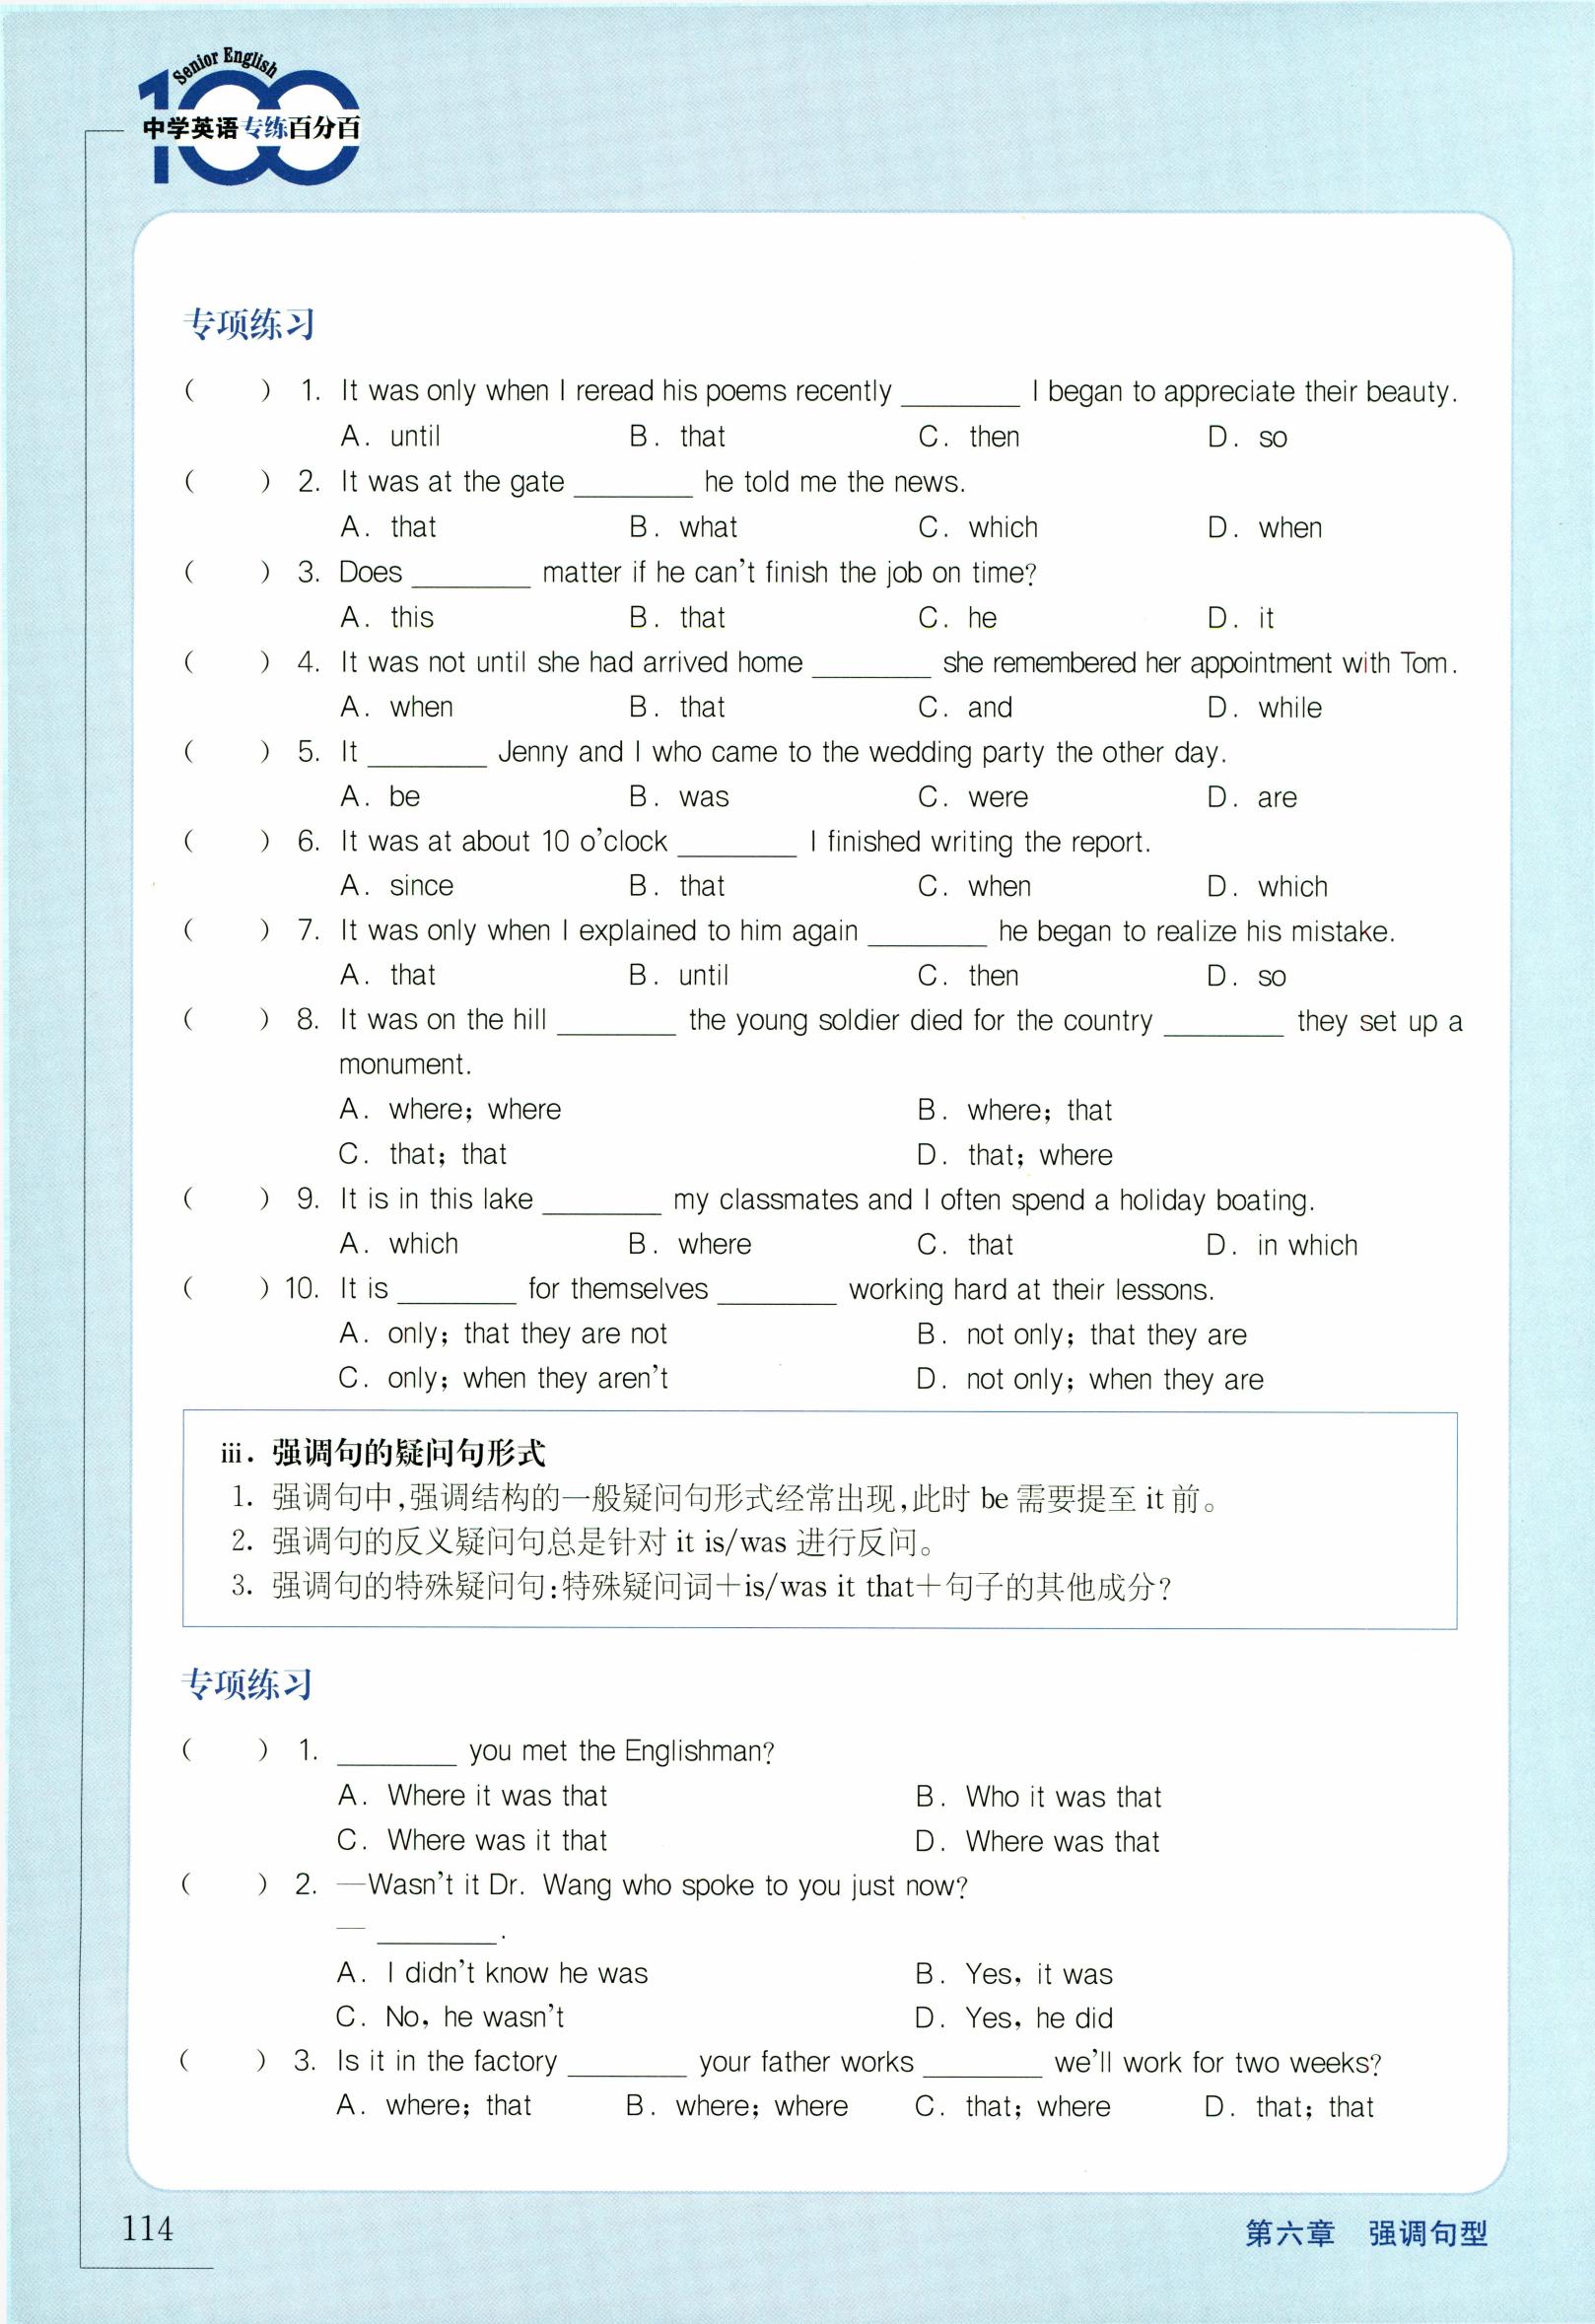 Senior English
100
中学英语专练百分百
专项练习
(    ) 1. It was only when I reread his poems recently ________ I began to appreciate their beauty.
A. until B. that C. then D. so
(    ) 2. It was at the gate ________ he told me the news.
A. that B. what C. which D. when
(    ) 3. Does ________ matter if he can't finish the job on time?
A. this B. that C. he D. it
(    ) 4. It was not until she had arrived home ________ she remembered her appointment with Tom.
A. when B. that C. and D. while
(    ) 5. It ________ Jenny and I who came to the wedding party the other day.
A. be B. was C. were D. are
(    ) 6. It was at about 10 o'clock ________ I finished writing the report.
A. since B. that C. when D. which
(    ) 7. It was only when I explained to him again ________ he began to realize his mistake.
A. that B. until C. then D. so
(    ) 8. It was on the hill ________ the young soldier died for the country ________ they set up a
monument.
A. where; where B. where; that
C. that; that D. that; where
(    ) 9. It is in this lake ________ my classmates and I often spend a holiday boating.
A. which B. where C. that D. in which
(    ) 10. It is ________ for themselves ________ working hard at their lessons.
A. only; that they are not B. not only; that they are
C. only; when they aren't D. not only; when they are
iii. 强调句的疑问句形式
1. 强调句中,强调结构的一般疑问句形式经常出现,此时 be 需要提至 it 前。
2. 强调句的反义疑问句总是针对 it is/was 进行反问。
3. 强调句的特殊疑问句:特殊疑问词+is/was it that+句子的其他成分?
专项练习
(    ) 1. ________ you met the Englishman?
A. Where it was that B. Who it was that
C. Where was it that D. Where was that
(    ) 2. —Wasn't it Dr. Wang who spoke to you just now?
— ________.
A. I didn't know he was B. Yes, it was
C. No, he wasn't D. Yes, he did
(    ) 3. Is it in the factory ________ your father works ________ we'll work for two weeks?
A. where; that B. where; where C. that; where D. that; that
114
第六章 强调句型